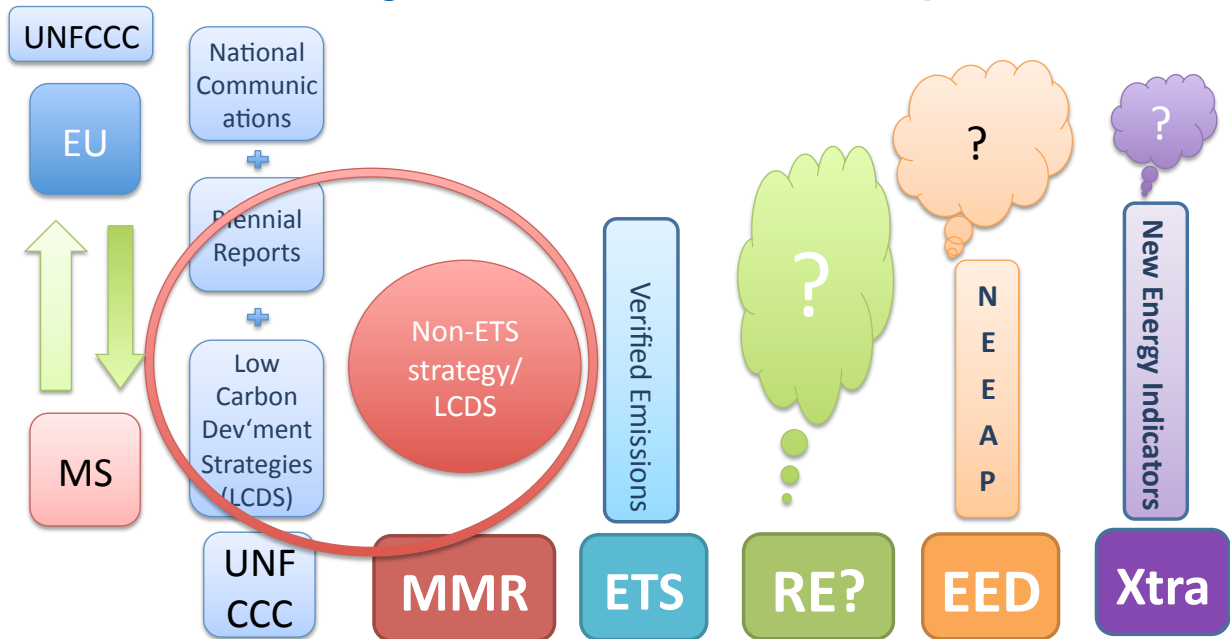 UNFCCC
EU
MS
National
Communic
ations
Biennial
Reports
Low
Carbon
Dev‘ment
Strategies
(LCDS)
UNF
CCC
Non-ETS
strategy/
LCDS
MMR
Verified Emissions
ETS
?
RE?
?
N
E
E
A
P
EED
?
New Energy Indicators
Xtra